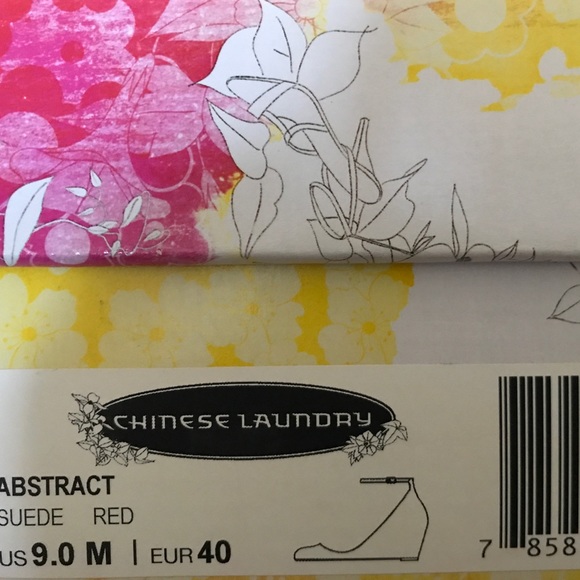 CHINESE LAUNDRY
ABSTRACT
SUEDE RED
US 9.0 M | EUR 40
7 858